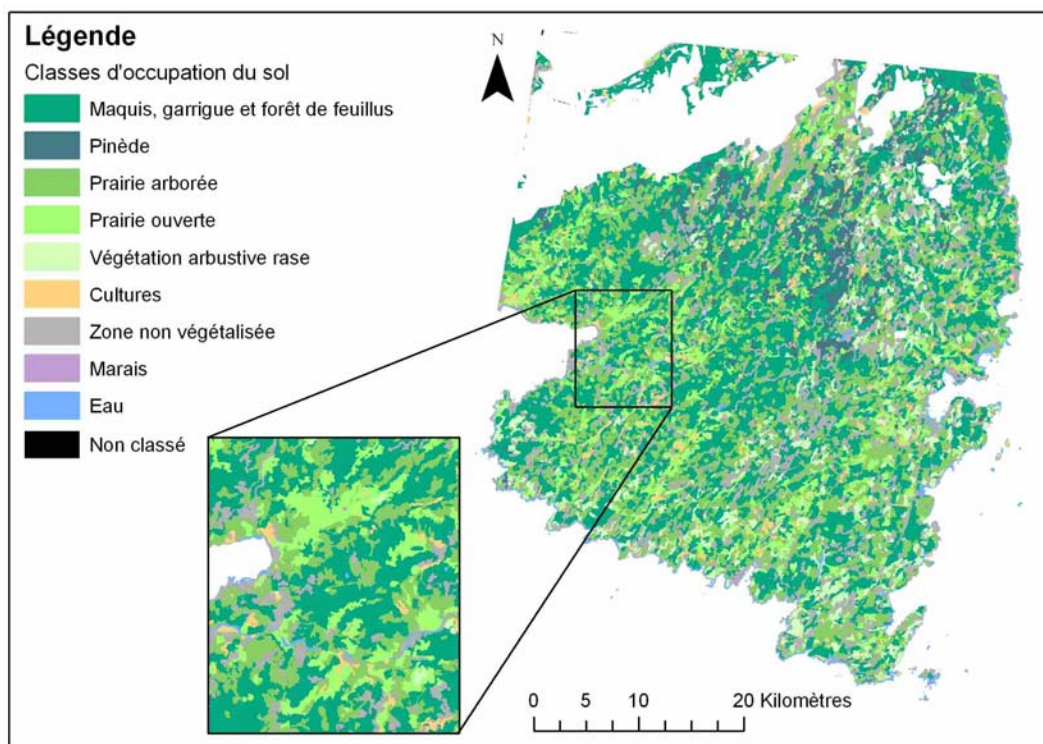 Légende
Classes d'occupation du sol
Maquis, garrigue et forêt de feuillus
Pinède
Prairie arborée
Prairie ouverte
Végétation arbustive rase
Cultures
Zone non végétalisée
Marais
Eau
Non classé
N
0 5 10 20 Kilomètres